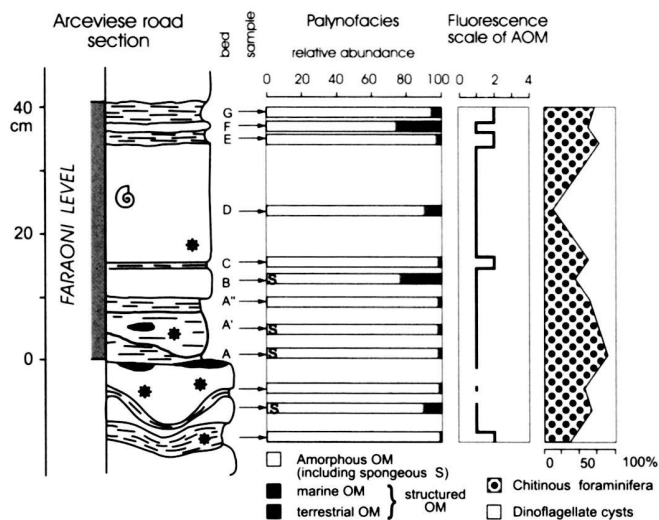 Arceviese road
section
bed
sample
Palynofacies
relative abundance
Fluorescence
scale of AOM
0 20 40 60 80 100
0 2 4
40
cm
20
0
FARAONI LEVEL
G
F
E
D
C
B
A"
A'
A
S
S
S
S
Amorphous OM
(including spongeous S)
marine OM
terrestrial OM
structured
OM
0 50 100%
Chitinous foraminifera
Dinoflagellate cysts